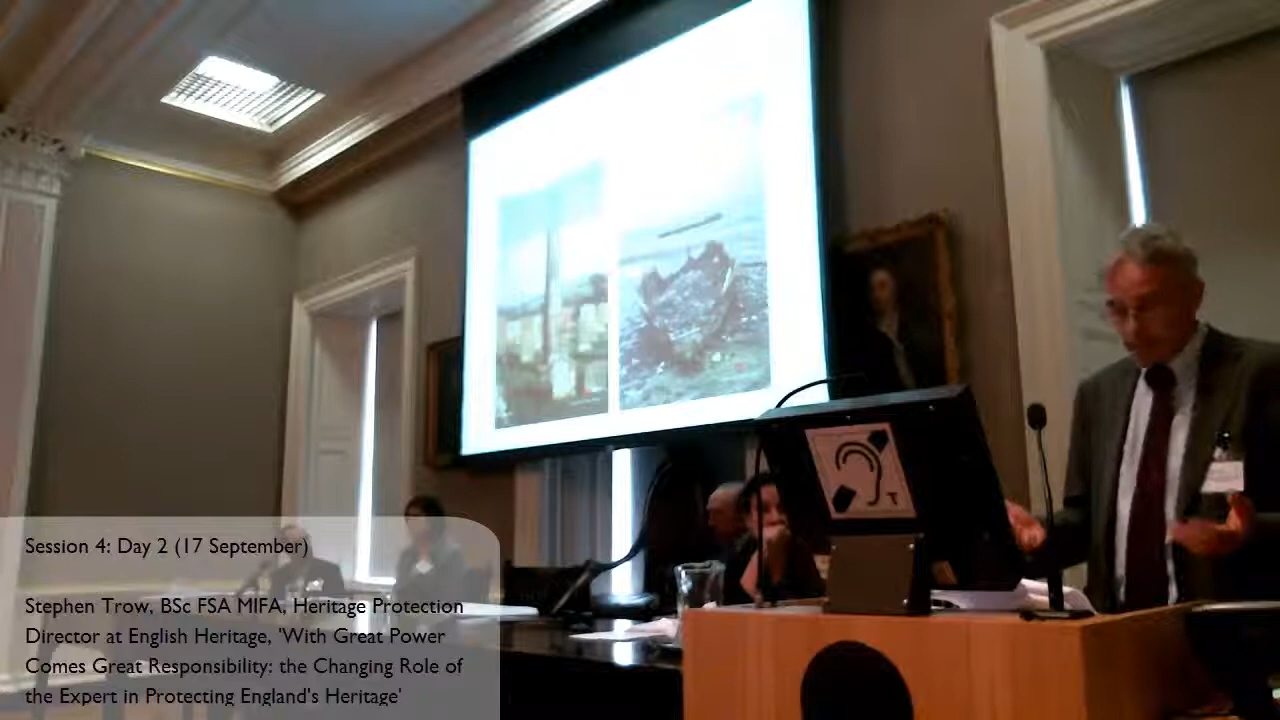 T
Session 4: Day 2 (17 September)
Stephen Trow, BSc FSA MIFA, Heritage Protection
Director at English Heritage, 'With Great Power
Comes Great Responsibility: the Changing Role of
the Expert in Protecting England's Heritage'